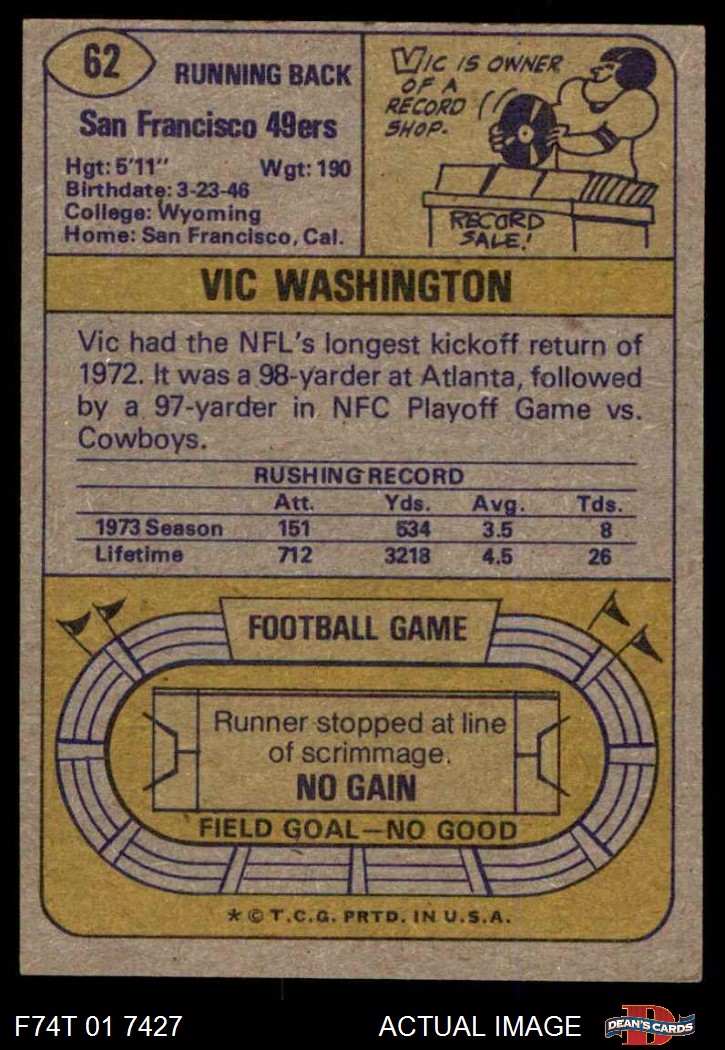 62
RUNNING BACK
San Francisco 49ers
Hgt: 5'11" Wgt: 190
Birthdate: 3-23-46
College: Wyoming
Home: San Francisco, Cal.
VIC IS OWNER
OF A
RECORD
SHOP.
RECORD
SALE!
VIC WASHINGTON
Vic had the NFL's longest kickoff return of
1972. It was a 98-yarder at Atlanta, followed
by a 97-yarder in NFC Playoff Game vs.
Cowboys.
RUSHING RECORD
Att. Yds. Avg. Tds.
1973 Season 151 534 3.5 8
Lifetime 712 3218 4.5 26
FOOTBALL GAME
Runner stopped at line
of scrimmage.
NO GAIN
FIELD GOAL—NO GOOD
* © T.C.G. PRTD. IN U.S.A.
F74T 01 7427 ACTUAL IMAGE
D
DEAN'S CARDS